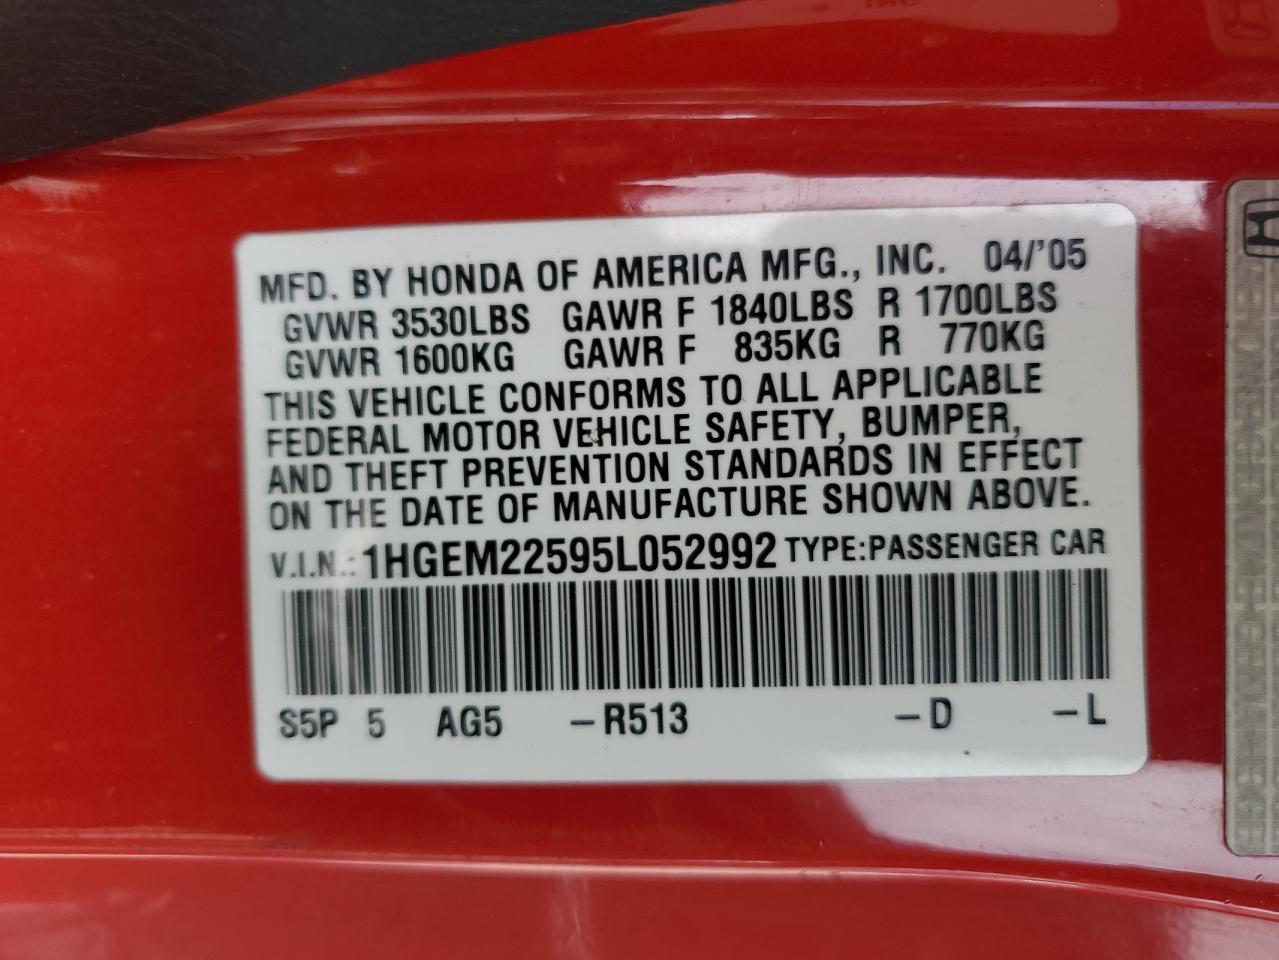 MFD. BY HONDA OF AMERICA MFG., INC. 04/'05
GVWR 3530LBS GAWR F 1840LBS R 1700LBS
GVWR 1600KG GAWR F 835KG R 770KG
THIS VEHICLE CONFORMS TO ALL APPLICABLE
FEDERAL MOTOR VEHICLE SAFETY, BUMPER,
AND THEFT PREVENTION STANDARDS IN EFFECT
ON THE DATE OF MANUFACTURE SHOWN ABOVE.
V.I.N.: 1HGEM22595L052992 TYPE:PASSENGER CAR
S5P 5 AG5 –R513 –D –L